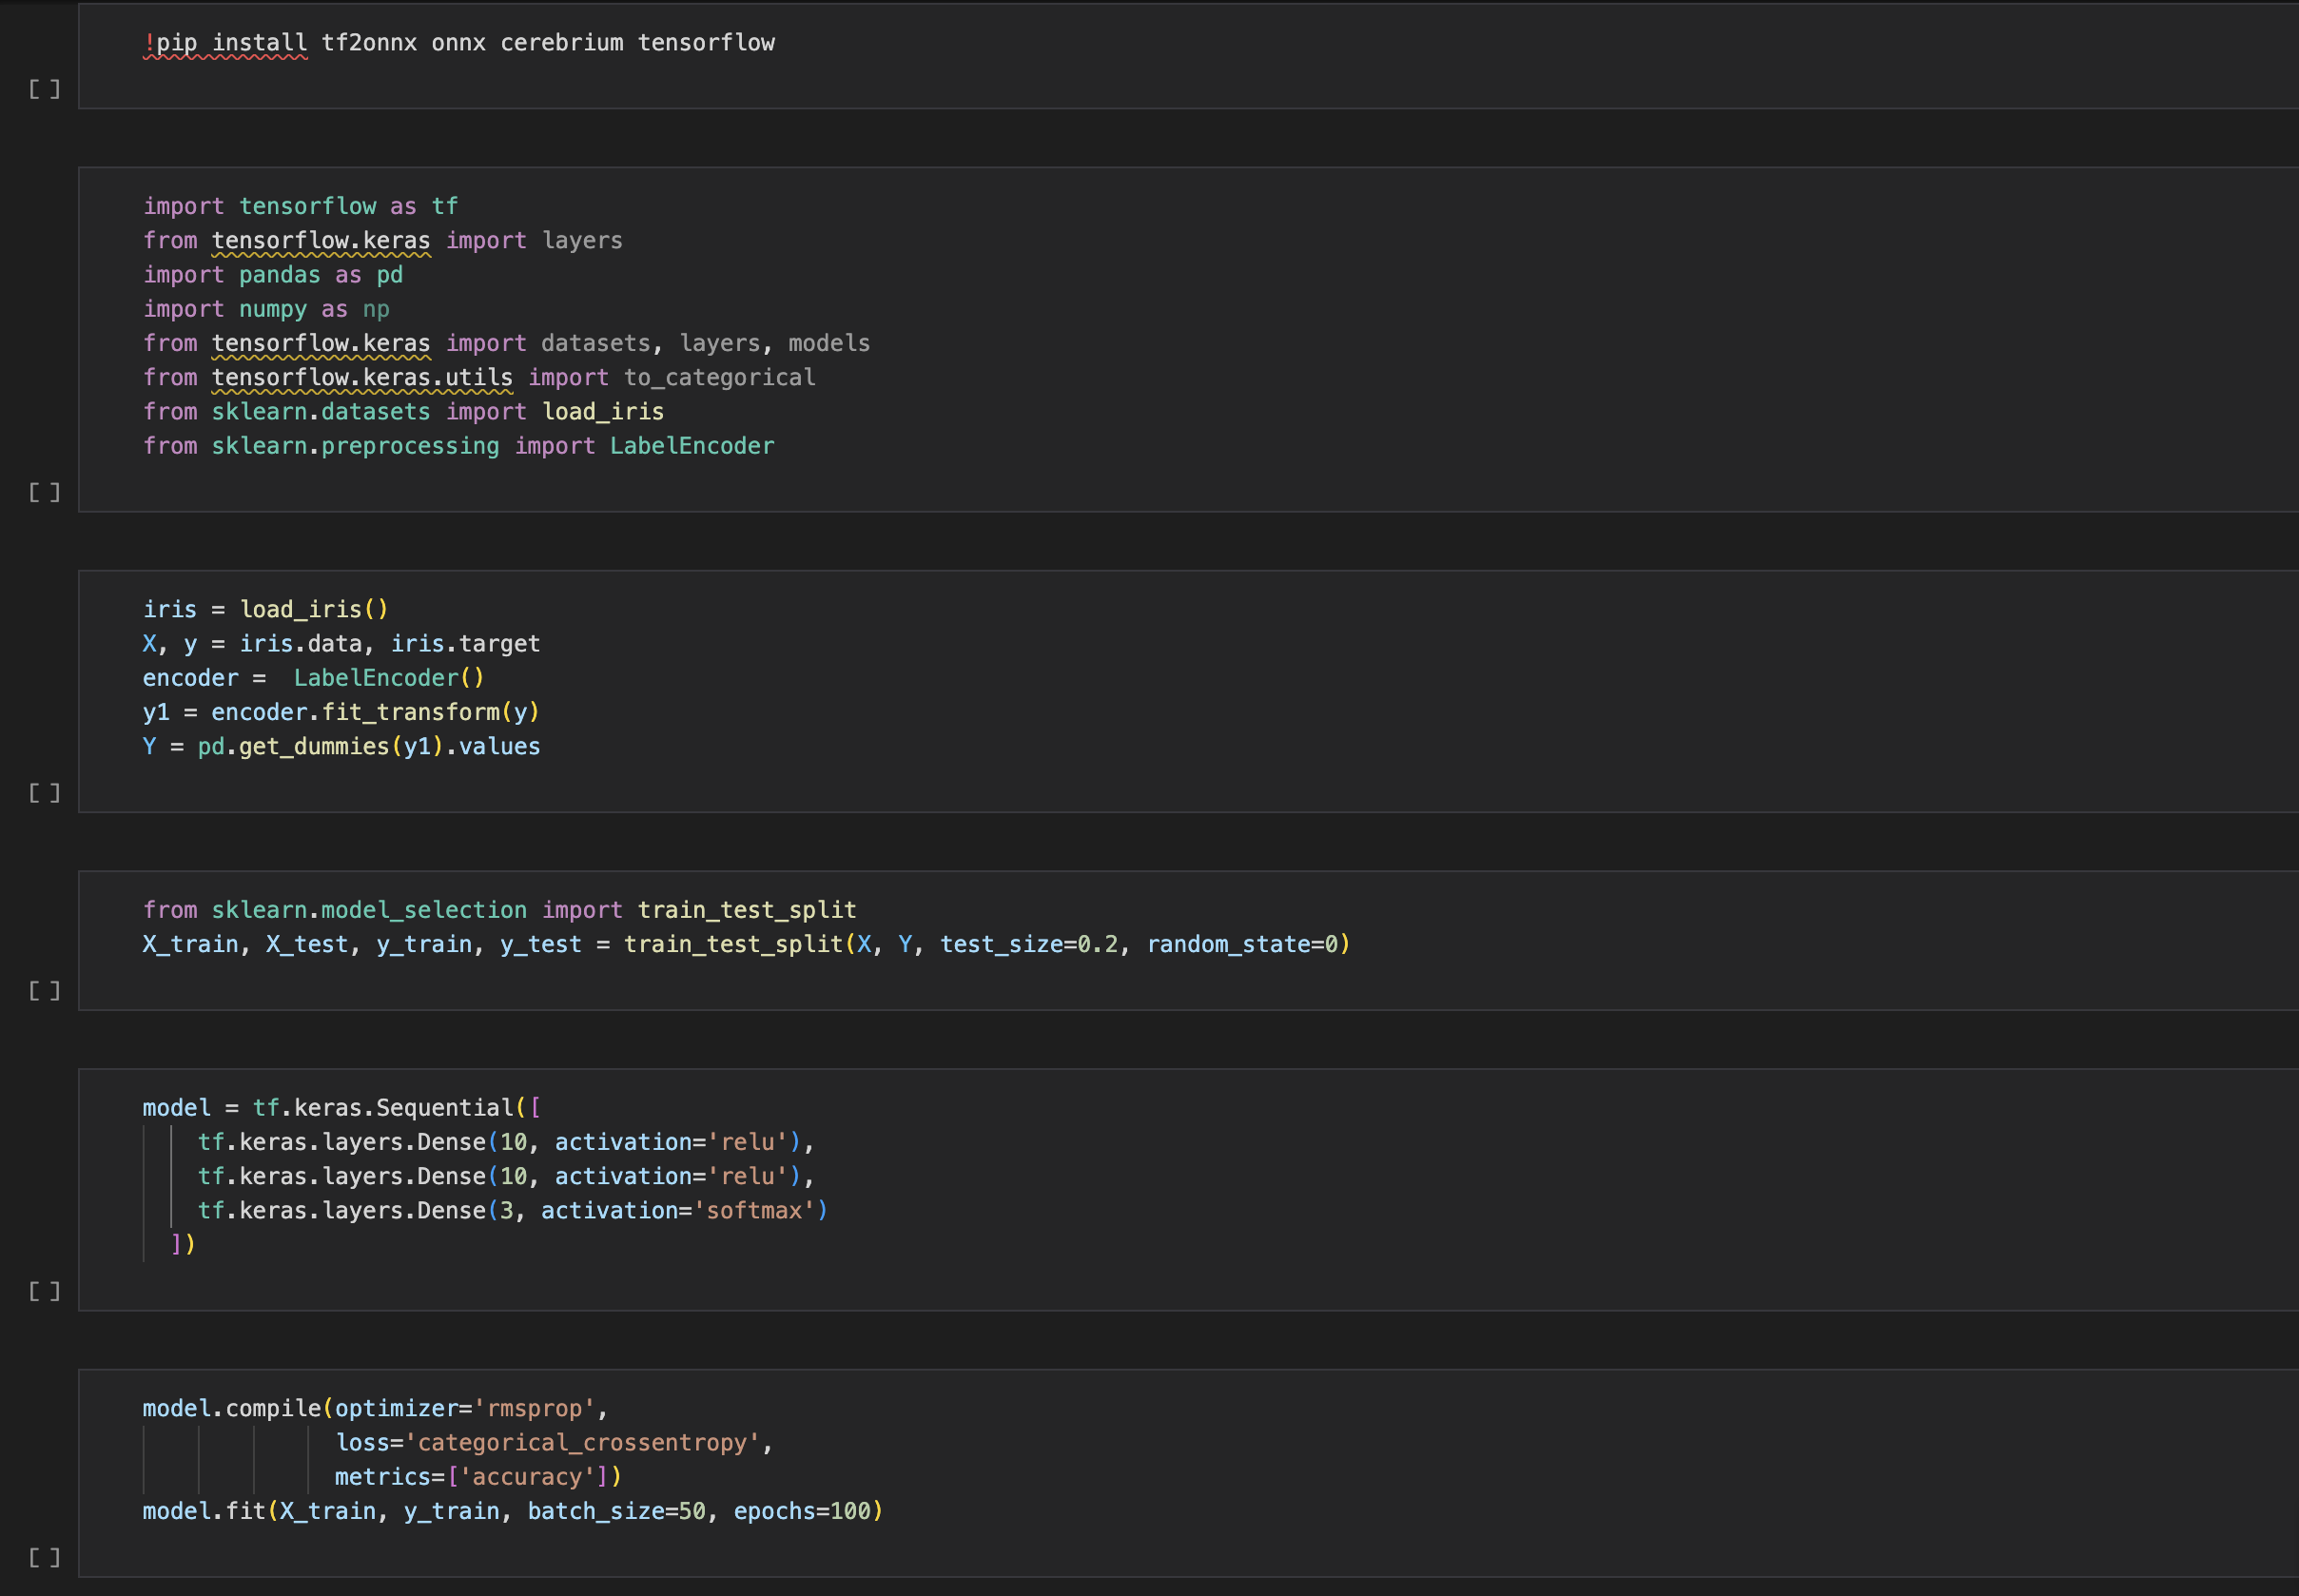 !pip install tf2onnx onnx cerebrium tensorflow
[ ]
import tensorflow as tf
from tensorflow.keras import layers
import pandas as pd
import numpy as np
from tensorflow.keras import datasets, layers, models
from tensorflow.keras.utils import to_categorical
from sklearn.datasets import load_iris
from sklearn.preprocessing import LabelEncoder
[ ]
iris = load_iris()
X, y = iris.data, iris.target
encoder =  LabelEncoder()
y1 = encoder.fit_transform(y)
Y = pd.get_dummies(y1).values
[ ]
from sklearn.model_selection import train_test_split
X_train, X_test, y_train, y_test = train_test_split(X, Y, test_size=0.2, random_state=0)
[ ]
model = tf.keras.Sequential([
    tf.keras.layers.Dense(10, activation='relu'),
    tf.keras.layers.Dense(10, activation='relu'),
    tf.keras.layers.Dense(3, activation='softmax')
  ])
[ ]
model.compile(optimizer='rmsprop',
              loss='categorical_crossentropy',
              metrics=['accuracy'])
model.fit(X_train, y_train, batch_size=50, epochs=100)
[ ]